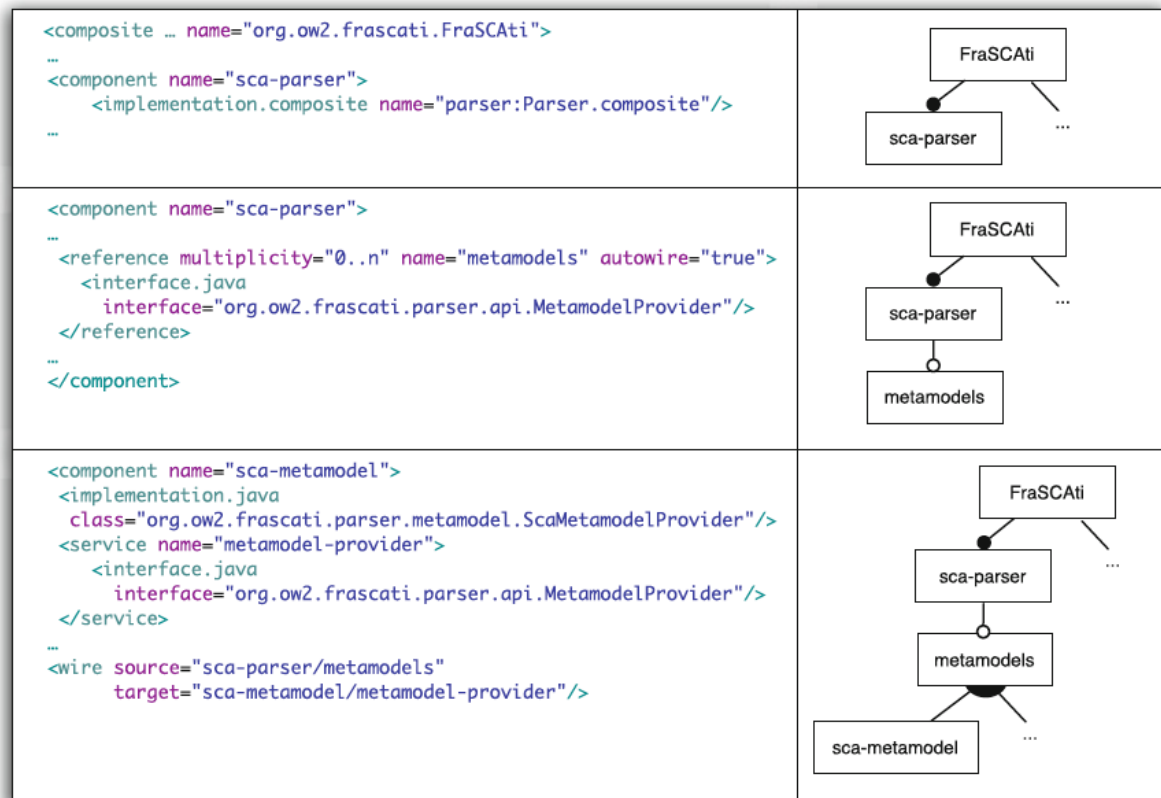 <composite … name="org.ow2.frascati.FraSCAti">
…
<component name="sca-parser">
<implementation.composite name="parser:Parser.composite"/>
…
FraSCAti
sca-parser
...
<component name="sca-parser">
…
<reference multiplicity="0..n" name="metamodels" autowire="true">
<interface.java
interface="org.ow2.frascati.parser.api.MetamodelProvider"/>
</reference>
…
</component>
FraSCAti
...
sca-parser
metamodels
<component name="sca-metamodel">
<implementation.java
class="org.ow2.frascati.parser.metamodel.ScaMetamodelProvider"/>
<service name="metamodel-provider">
<interface.java
interface="org.ow2.frascati.parser.api.MetamodelProvider"/>
</service>
…
<wire source="sca-parser/metamodels"
target="sca-metamodel/metamodel-provider"/>
FraSCAti
...
sca-parser
metamodels
...
sca-metamodel